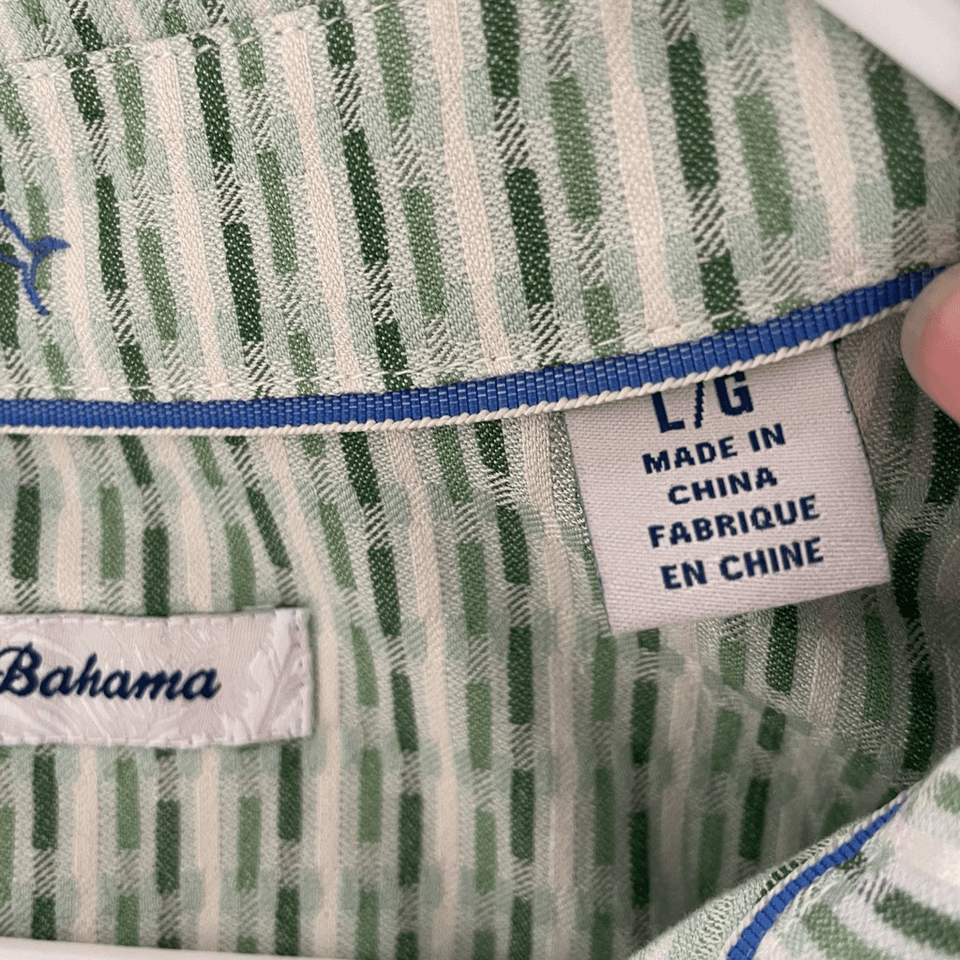 L/G
MADE IN
CHINA
FABRIQUE
EN CHINE
Bahama